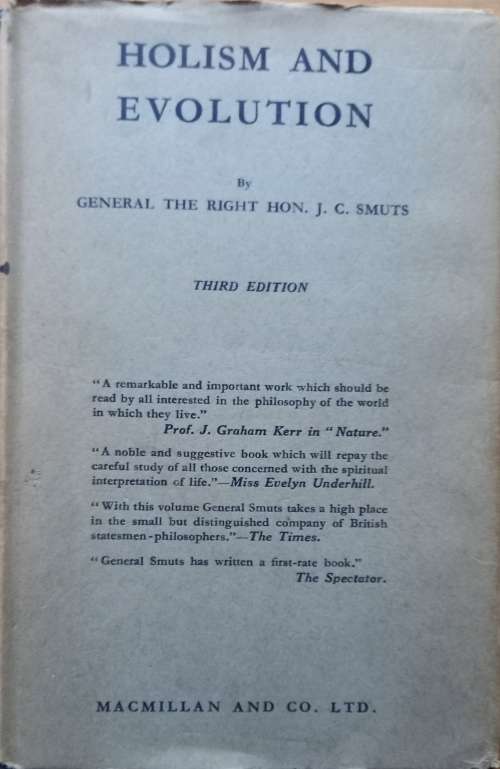 HOLISM AND
EVOLUTION
By
GENERAL THE RIGHT HON. J. C. SMUTS
THIRD EDITION
"A remarkable and important work which should be
read by all interested in the philosophy of the world
in which they live."
Prof. J. Graham Kerr in "Nature."
"A noble and suggestive book which will repay the
careful study of all those concerned with the spiritual
interpretation of life."—Miss Evelyn Underhill.
"With this volume General Smuts takes a high place
in the small but distinguished company of British
statesmen-philosophers."—The Times.
"General Smuts has written a first-rate book."
The Spectator.
MACMILLAN AND CO. LTD.